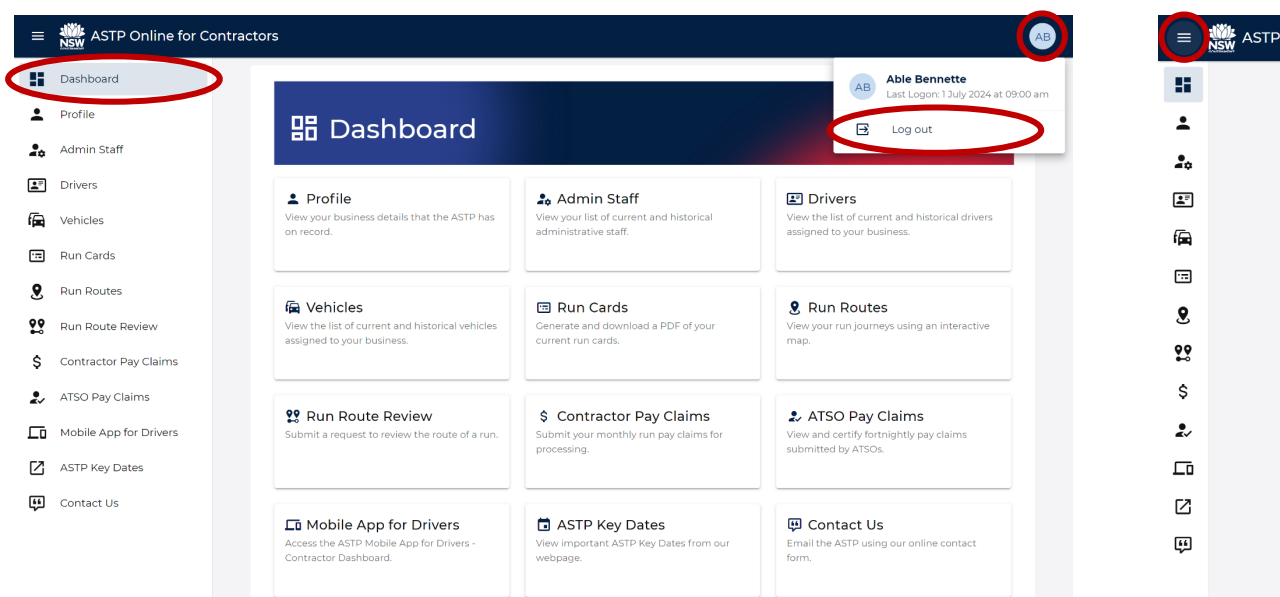 NSW
ASTP Online for Contractors
AB
Dashboard
Profile
Admin Staff
Drivers
Vehicles
Run Cards
Run Routes
Run Route Review
Contractor Pay Claims
ATSO Pay Claims
Mobile App for Drivers
ASTP Key Dates
Contact Us
AB
Able Bennette
Last Logon: 1 July 2024 at 09:00 am
Log out
Dashboard
Profile
View your business details that the ASTP has
on record.
Admin Staff
View your list of current and historical
administrative staff.
Drivers
View the list of current and historical drivers
assigned to your business.
Vehicles
View the list of current and historical vehicles
assigned to your business.
Run Cards
Generate and download a PDF of your
current run cards.
Run Routes
View your run journeys using an interactive
map.
Run Route Review
Submit a request to review the route of a run.
$ Contractor Pay Claims
Submit your monthly run pay claims for
processing.
ATSO Pay Claims
View and certify fortnightly pay claims
submitted by ATSOs.
Mobile App for Drivers
Access the ASTP Mobile App for Drivers -
Contractor Dashboard.
ASTP Key Dates
View important ASTP Key Dates from our
webpage.
Contact Us
Email the ASTP using our online contact
form.
NSW
ASTP